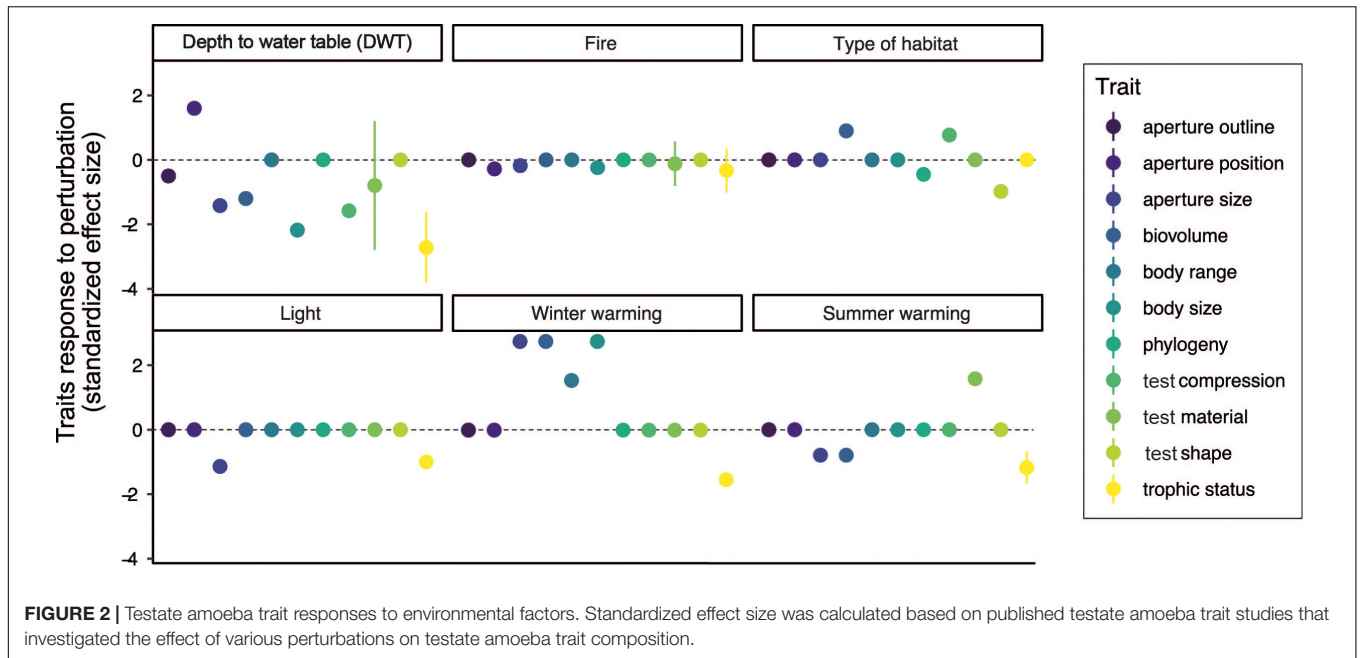 Depth to water table (DWT)
Fire
Type of habitat
Traits response to perturbation
(standardized effect size)
2
0
-2
-4
Light
Winter warming
Summer warming
2
0
-2
-4
Trait
aperture outline
aperture position
aperture size
biovolume
body range
body size
phylogeny
test compression
test material
test shape
trophic status
FIGURE 2 | Testate amoeba trait responses to environmental factors. Standardized effect size was calculated based on published testate amoeba trait studies that
investigated the effect of various perturbations on testate amoeba trait composition.